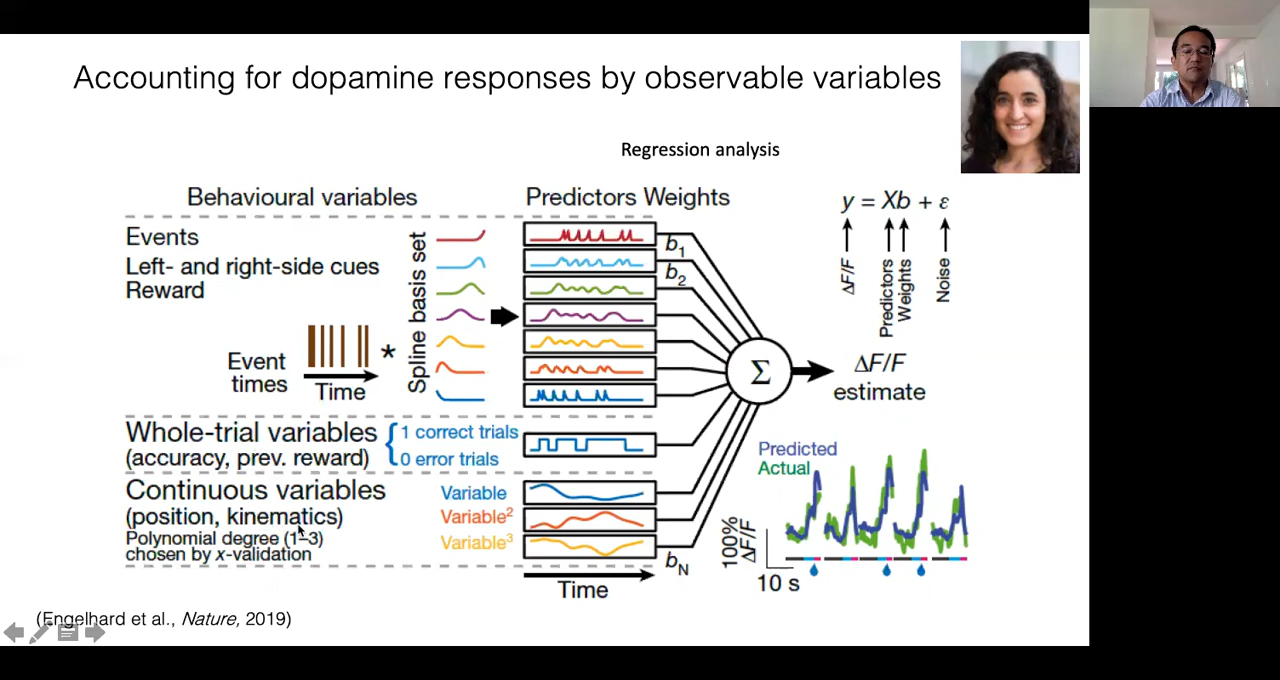 Accounting for dopamine responses by observable variables
Regression analysis
Behavioural variables
Predictors Weights
Events
Left- and right-side cues
Reward
Event
times
Time
*
Spline basis set
b1
b2
Σ
y = Xb + ε
ΔF/F
Predictors
Weights
Noise
ΔF/F
estimate
Whole-trial variables
(accuracy, prev. reward)
1 correct trials
0 error trials
Continuous variables
(position, kinematics)
Polynomial degree (1–3)
chosen by x-validation
Variable
Variable²
Variable³
bN
Time
Predicted
Actual
100%
ΔF/F
10 s
(Engelhard et al., Nature, 2019)